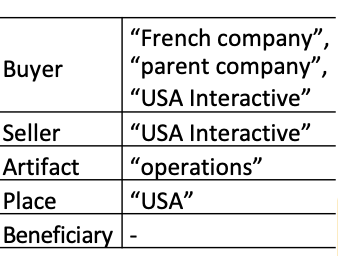 Buyer “French company”,
“parent company”,
“USA Interactive”
Seller “USA Interactive”
Artifact “operations”
Place “USA”
Beneficiary -